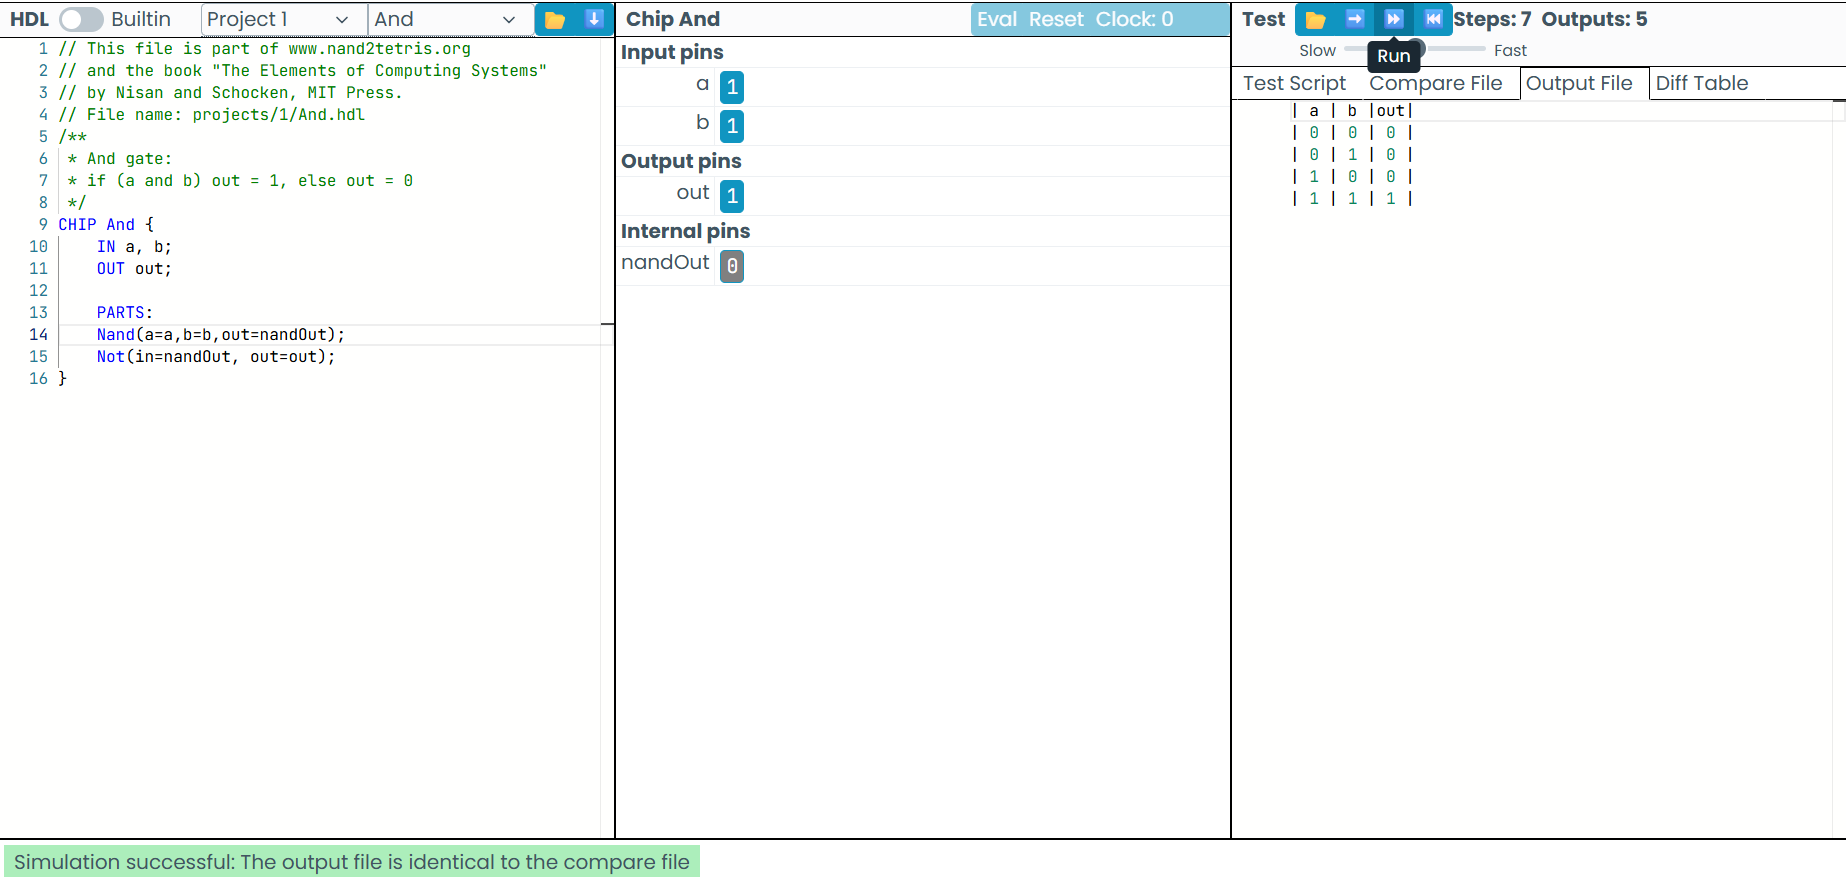 HDL Builtin Project 1 And
1 // This file is part of www.nand2tetris.org
2 // and the book "The Elements of Computing Systems"
3 // by Nisan and Schocken, MIT Press.
4 // File name: projects/1/And.hdl
5 /**
6  * And gate:
7  * if (a and b) out = 1, else out = 0
8  */
9 CHIP And {
10     IN a, b;
11     OUT out;
12
13     PARTS:
14     Nand(a=a,b=b,out=nandOut);
15     Not(in=nandOut, out=out);
16 }
Chip And Eval Reset Clock: 0
Input pins
a 1
b 1
Output pins
out 1
Internal pins
nandOut 0
Test Steps: 7 Outputs: 5
Slow Fast
Run
Test Script Compare File Output File Diff Table
| a | b |out|
| 0 | 0 | 0 |
| 0 | 1 | 0 |
| 1 | 0 | 0 |
| 1 | 1 | 1 |
Simulation successful: The output file is identical to the compare file